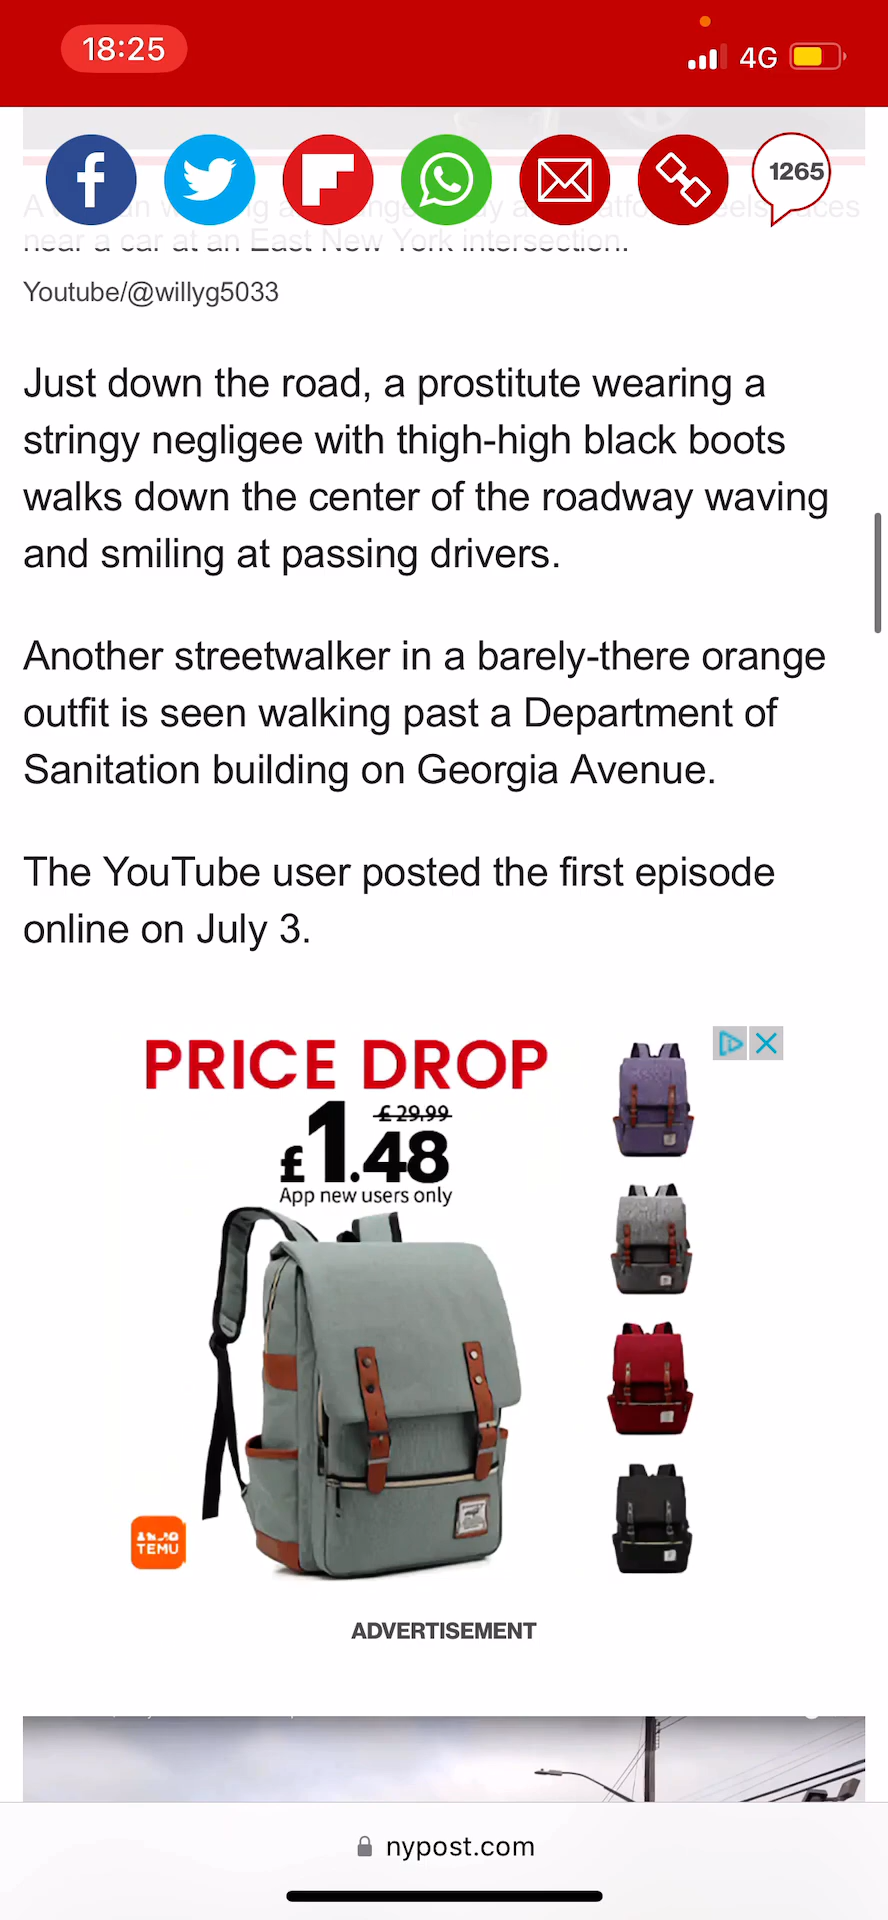 18:25
4G
1265
near a car at an East New York intersection.
Youtube/@willyg5033
Just down the road, a prostitute wearing a
stringy negligee with thigh-high black boots
walks down the center of the roadway waving
and smiling at passing drivers.
Another streetwalker in a barely-there orange
outfit is seen walking past a Department of
Sanitation building on Georgia Avenue.
The YouTube user posted the first episode
online on July 3.
PRICE DROP
£29.99
£1.48
App new users only
TEMU
ADVERTISEMENT
nypost.com